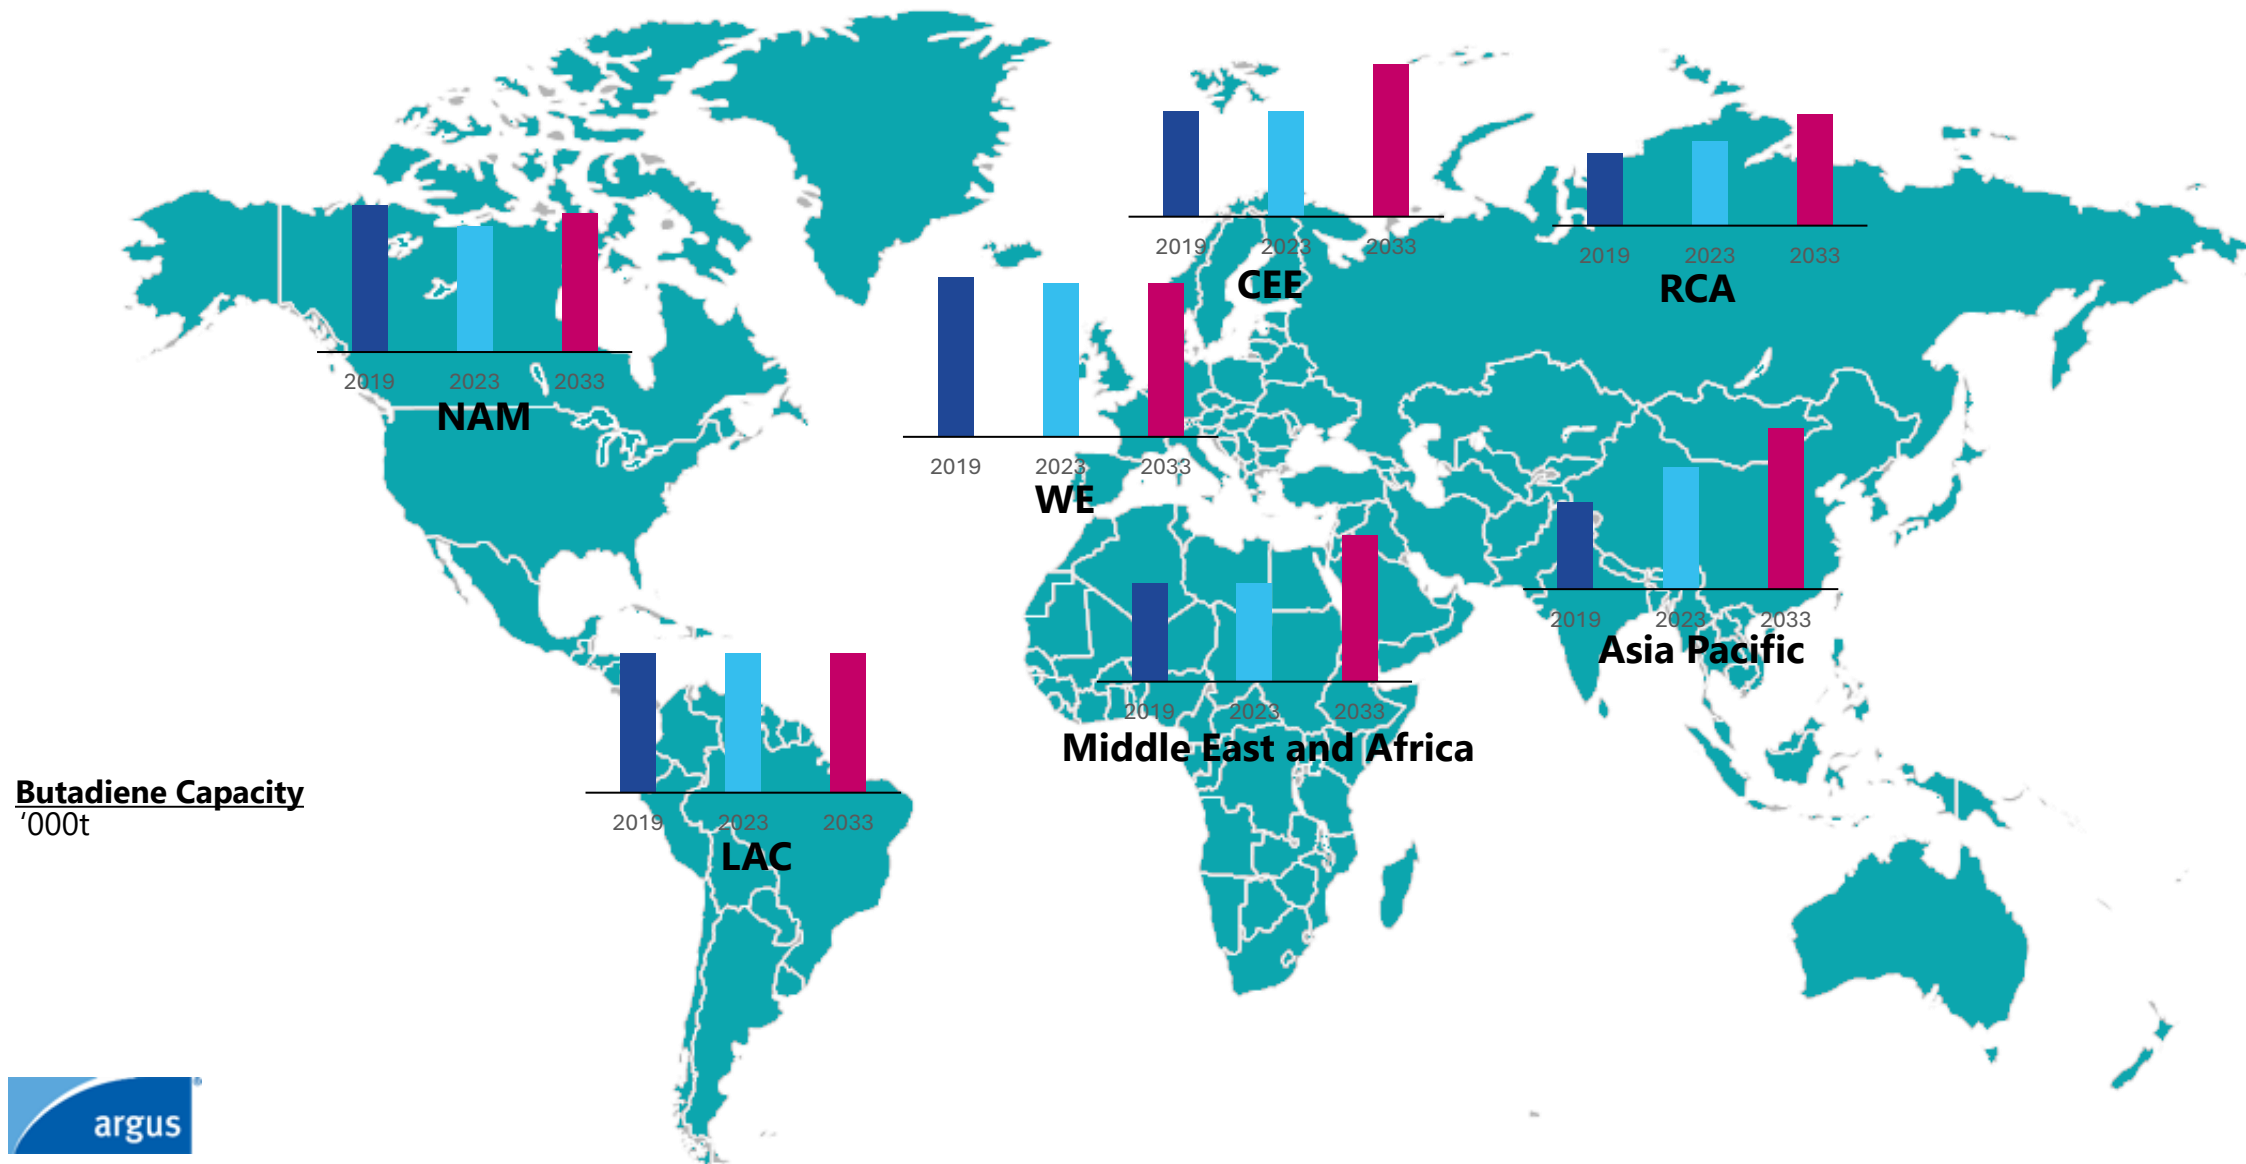 2019 2023 2033
CEE
2019 2023 2033
RCA
2019 2023 2033
NAM
2019 2023 2033
WE
2019 2023 2033
Asia Pacific
2019 2023 2033
Middle East and Africa
2019 2023 2033
LAC
Butadiene Capacity
‘000t
argus